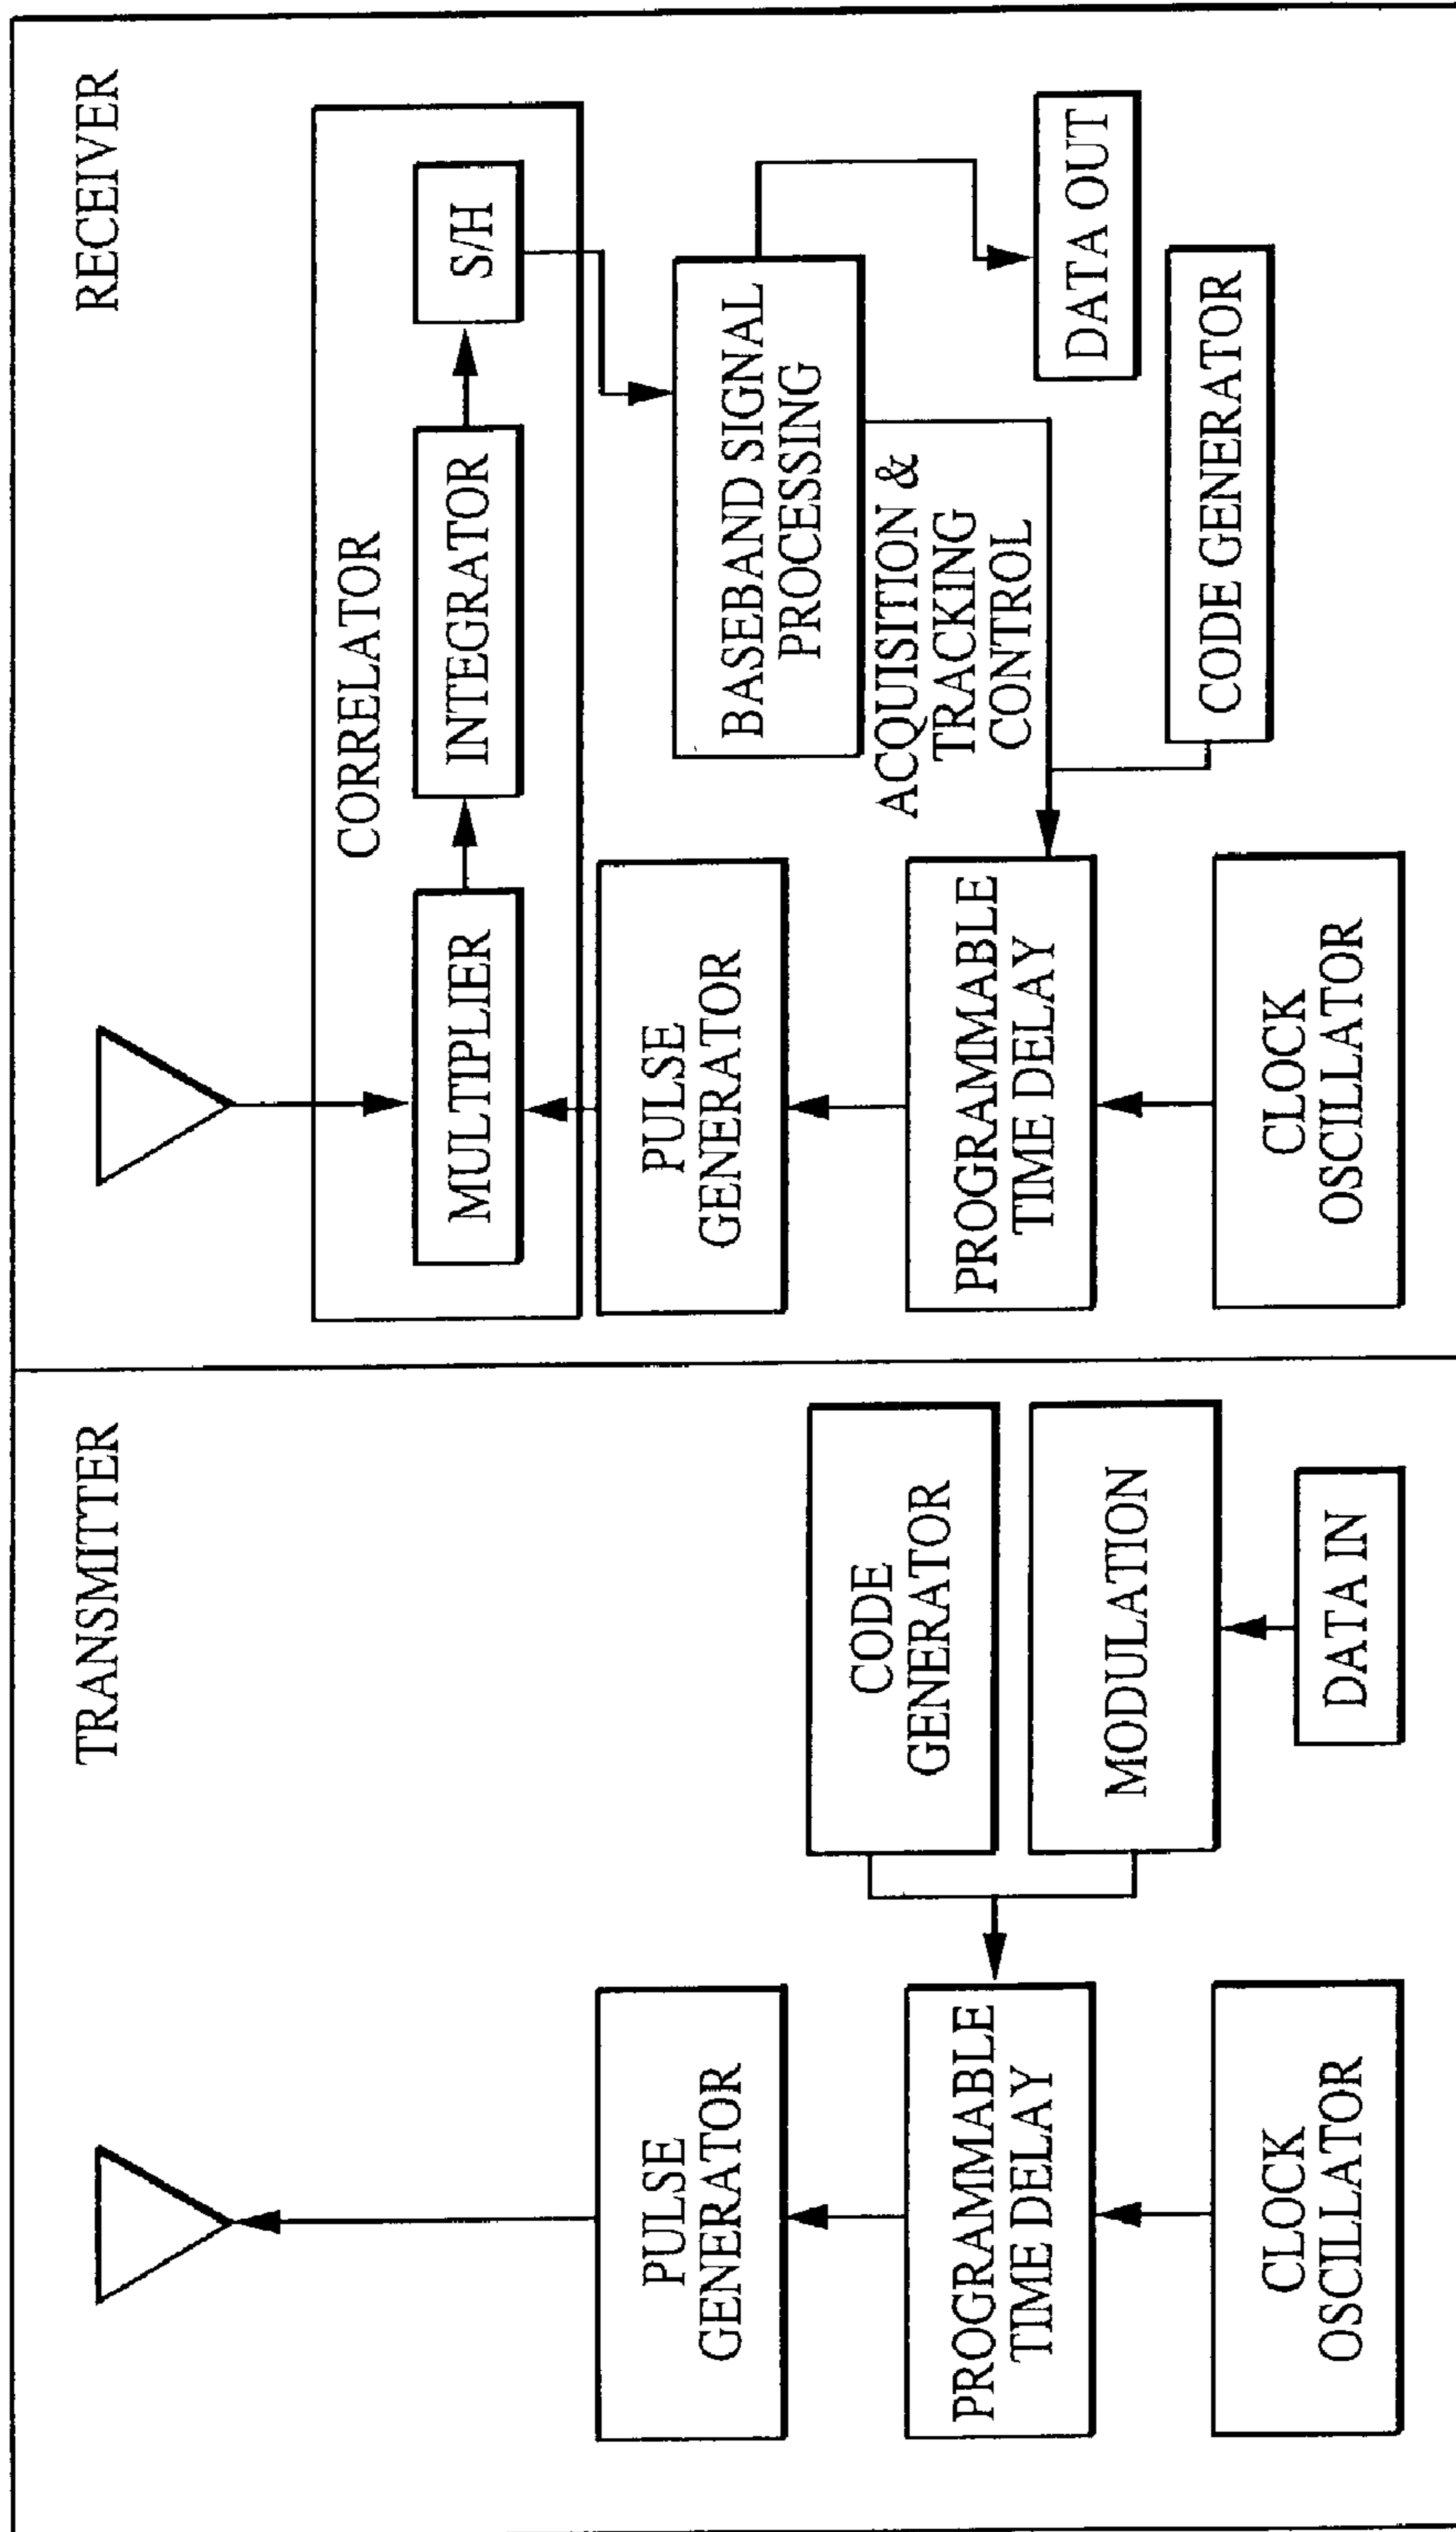 TRANSMITTER
PULSE
GENERATOR
PROGRAMMABLE
TIME DELAY
CLOCK
OSCILLATOR
CODE
GENERATOR
MODULATION
DATA IN
RECEIVER
CORRELATOR
MULTIPLIER
INTEGRATOR
S/H
PULSE
GENERATOR
BASEBAND SIGNAL
PROCESSING
ACQUISITION &
TRACKING
CONTROL
PROGRAMMABLE
TIME DELAY
DATA OUT
CODE GENERATOR
CLOCK
OSCILLATOR